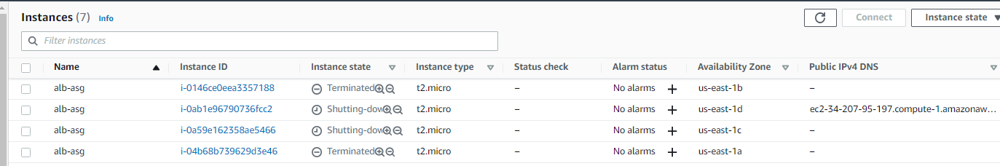 Instances (7) Info Connect Instance state
Filter instances
Name Instance ID Instance state Instance type Status check Alarm status Availability Zone Public IPv4 DNS
alb-asg i-0146ce0eea3357188 Terminated t2.micro – No alarms + us-east-1b –
alb-asg i-0ab1e96790736fcc2 Shutting-dow t2.micro – No alarms + us-east-1d ec2-34-207-95-197.compute-1.amazonaw...
alb-asg i-0a59e162358ae5466 Shutting-dow t2.micro – No alarms + us-east-1c –
alb-asg i-04b68b739629d3e46 Terminated t2.micro – No alarms + us-east-1a –